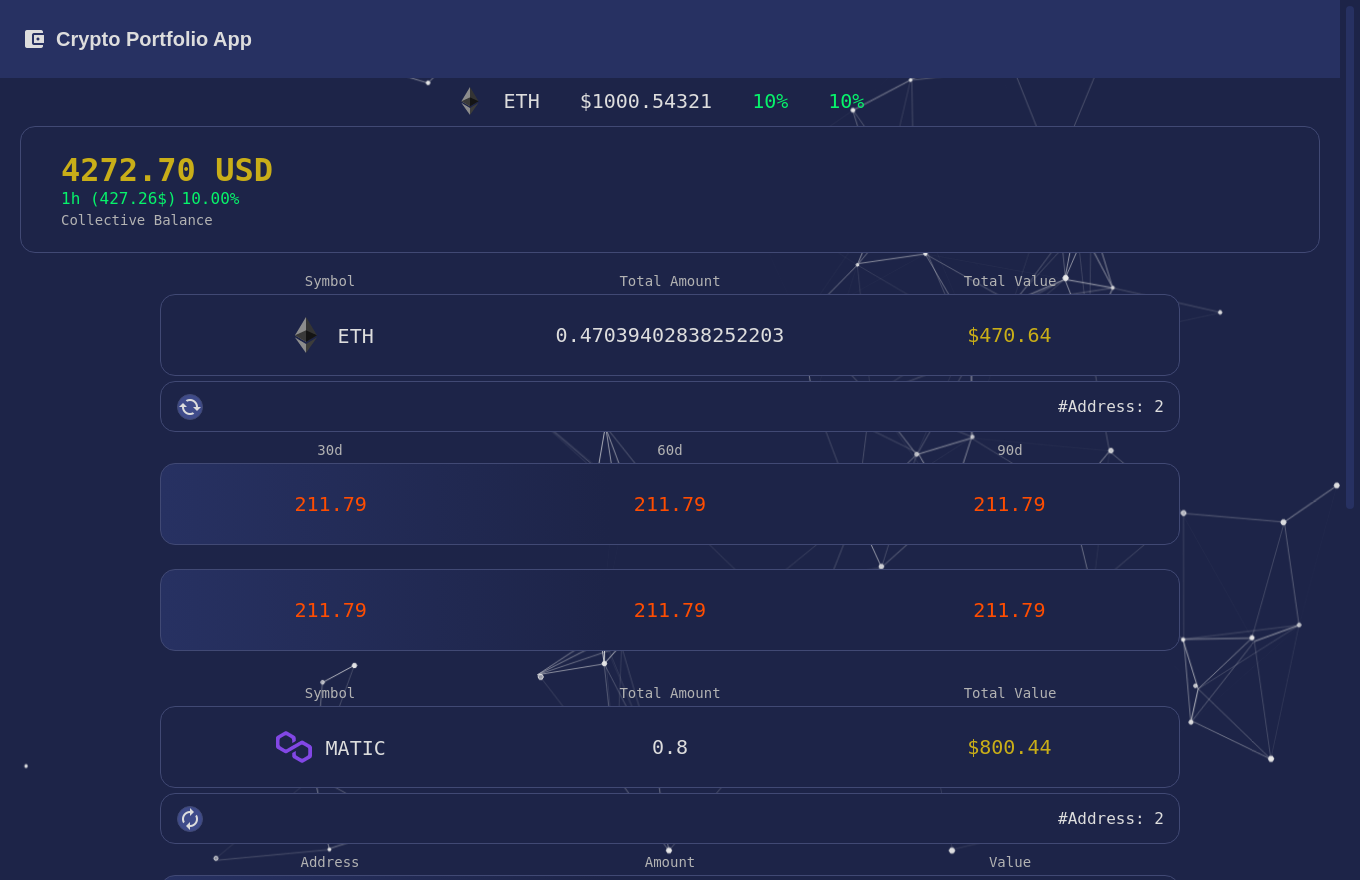 Crypto Portfolio App
ETH $1000.54321 10% 10%
4272.70 USD
1h (427.26$) 10.00%
Collective Balance
Symbol Total Amount Total Value
ETH 0.47039402838252203 $470.64
#Address: 2
30d 60d 90d
211.79 211.79 211.79
211.79 211.79 211.79
Symbol Total Amount Total Value
MATIC 0.8 $800.44
#Address: 2
Address Amount Value